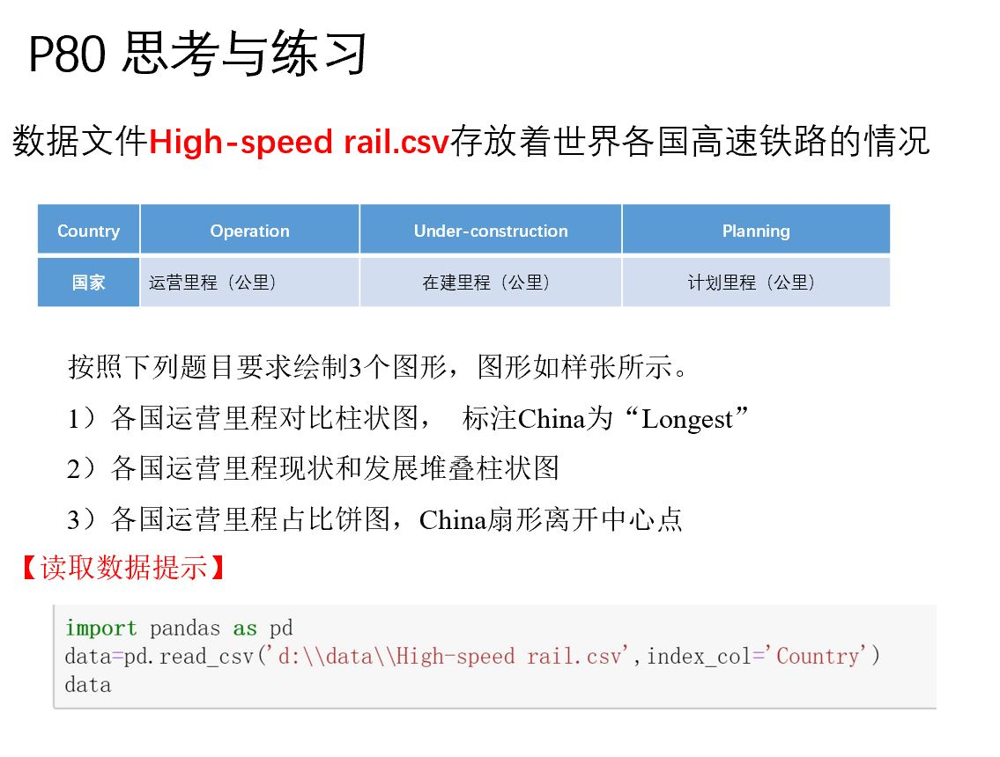 P80 思考与练习
数据文件High-speed rail.csv存放着世界各国高速铁路的情况
Country Operation Under-construction Planning
国家 运营里程（公里） 在建里程（公里） 计划里程（公里）
按照下列题目要求绘制3个图形，图形如样张所示。
1）各国运营里程对比柱状图， 标注China为“Longest”
2）各国运营里程现状和发展堆叠柱状图
3）各国运营里程占比饼图，China扇形离开中心点
【读取数据提示】
import pandas as pd
data=pd.read_csv('d:\\data\\High-speed rail.csv',index_col='Country')
data